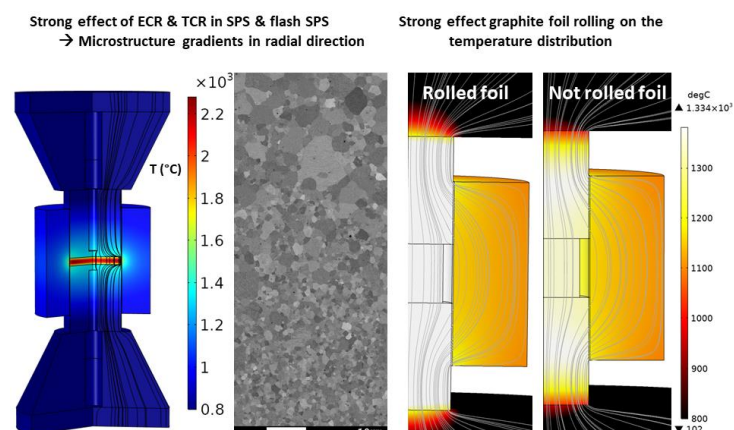 Strong effect of ECR & TCR in SPS & flash SPS
→ Microstructure gradients in radial direction
Strong effect graphite foil rolling on the
temperature distribution
×10³
2.2
2
T (°C)
1.8
1.6
1.4
1.2
1
0.8
Rolled foil
Not rolled foil
degC
▲ 1.334×10³
1300
1200
1100
1000
900
800
▼ 102